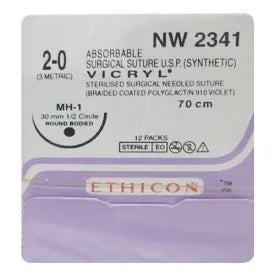 NW 2341
2-0
(3 METRIC)
ABSORBABLE
SURGICAL SUTURE U.S.P. (SYNTHETIC)
VICRYL*
STERILISED SURGICAL NEEDLED SUTURE
(BRAIDED COATED POLYGLACTIN 910 VIOLET)
70 cm
MH-1
30 mm 1/2 Circle
ROUND BODIED
12 PACKS
STERILE EO
ETHICON
TM